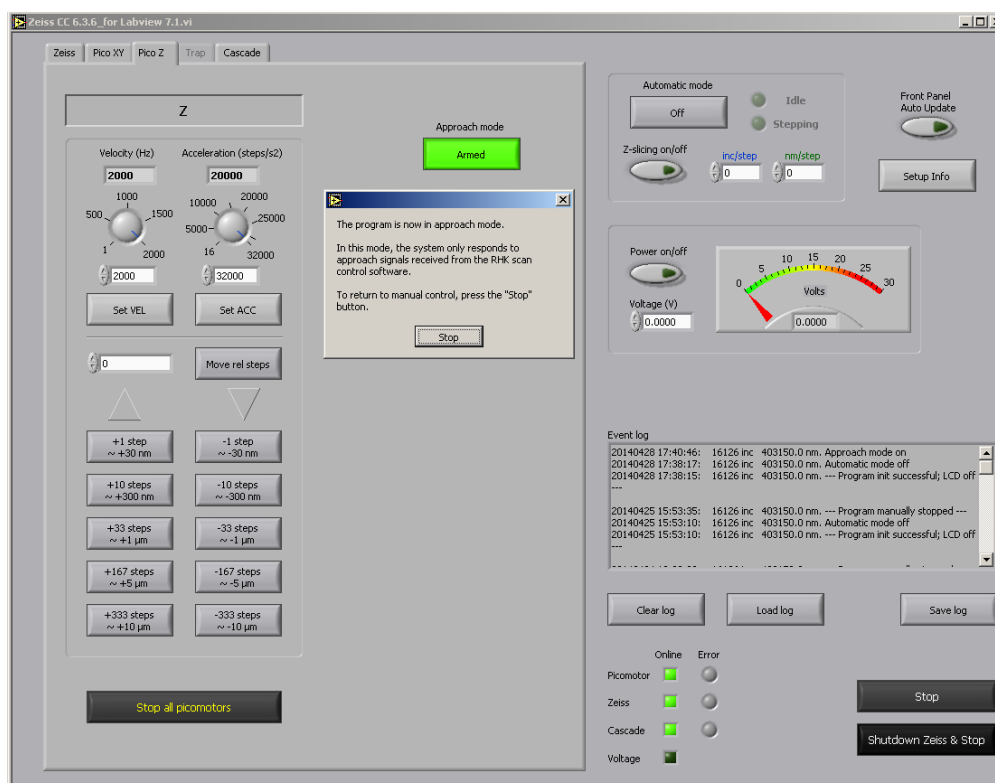 Zeiss CC 6.3.6_for Labview 7.1.vi
Zeiss Pico XY Pico Z Trap Cascade
Z
Velocity (Hz) Acceleration (steps/s2)
2000 20000
1000
500 1500
1 2000
10000 20000
5000 25000
16 32000
2000 32000
Set VEL Set ACC
0 Move rel steps
+1 step
~ +30 nm
-1 step
~ -30 nm
+10 steps
~ +300 nm
-10 steps
~ -300 nm
+33 steps
~ +1 µm
-33 steps
~ -1 µm
+167 steps
~ +5 µm
-167 steps
~ -5 µm
+333 steps
~ +10 µm
-333 steps
~ -10 µm
Stop all picomotors
Approach mode
Armed
The program is now in approach mode.
In this mode, the system only responds to
approach signals received from the RHK scan
control software.
To return to manual control, press the "Stop"
button.
Stop
Automatic mode
Off
Idle
Stepping
Z-slicing on/off
inc/step nm/step
0 0
Front Panel
Auto Update
Setup Info
Power on/off
Voltage (V)
0.0000
0 5 10 15 20 25 30
Volts
0.0000
Event log
20140428 17:40:46: 16126 inc 403150.0 nm. Approach mode on
20140428 17:38:17: 16126 inc 403150.0 nm. Automatic mode off
20140428 17:38:15: 16126 inc 403150.0 nm. --- Program init successful; LCD off
---
20140425 15:53:35: 16126 inc 403150.0 nm. --- Program manually stopped ---
20140425 15:53:10: 16126 inc 403150.0 nm. Automatic mode off
20140425 15:53:10: 16126 inc 403150.0 nm. --- Program init successful; LCD off
---
Clear log Load log Save log
Online Error
Picomotor
Zeiss
Cascade
Voltage
Stop
Shutdown Zeiss & Stop